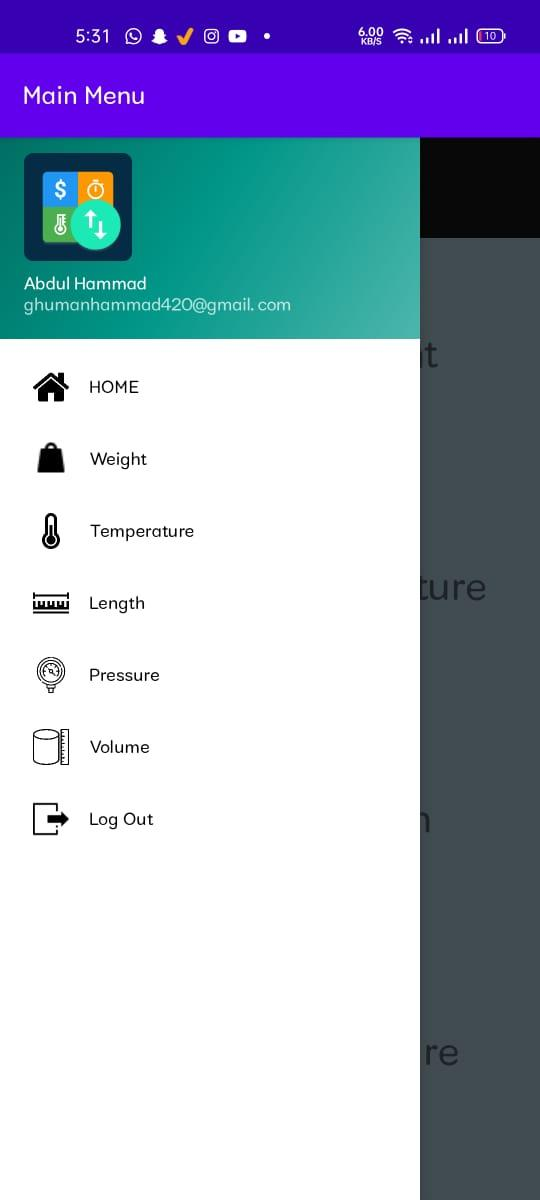 5:31
6.00
KB/S
10
Main Menu
$
Abdul Hammad
ghumanhammad420@gmail.com
HOME
Weight
Temperature
Length
Pressure
Volume
Log Out
t
ture
re